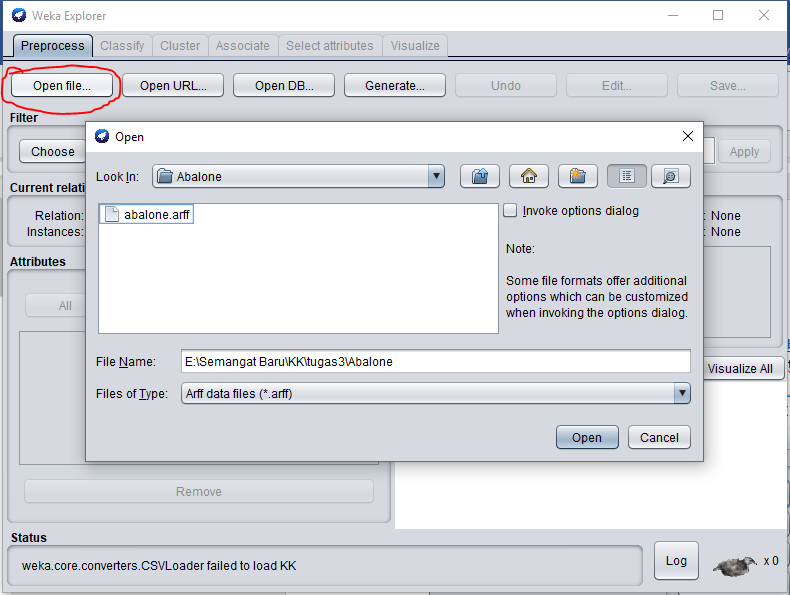 Weka Explorer
Preprocess Classify Cluster Associate Select attributes Visualize
Open file... Open URL... Open DB... Generate... Undo Edit... Save...
Filter
Choose Apply
Open
Look In: Abalone
abalone.arff
Invoke options dialog
Note:
Some file formats offer additional
options which can be customized
when invoking the options dialog.
File Name: E:\Semangat Baru\KK\tugas3\Abalone
Files of Type: Arff data files (*.arff)
Open Cancel
Current relati
Relation: : None
Instances: : None
Attributes
All
Visualize All
Remove
Status
weka.core.converters.CSVLoader failed to load KK
Log x 0